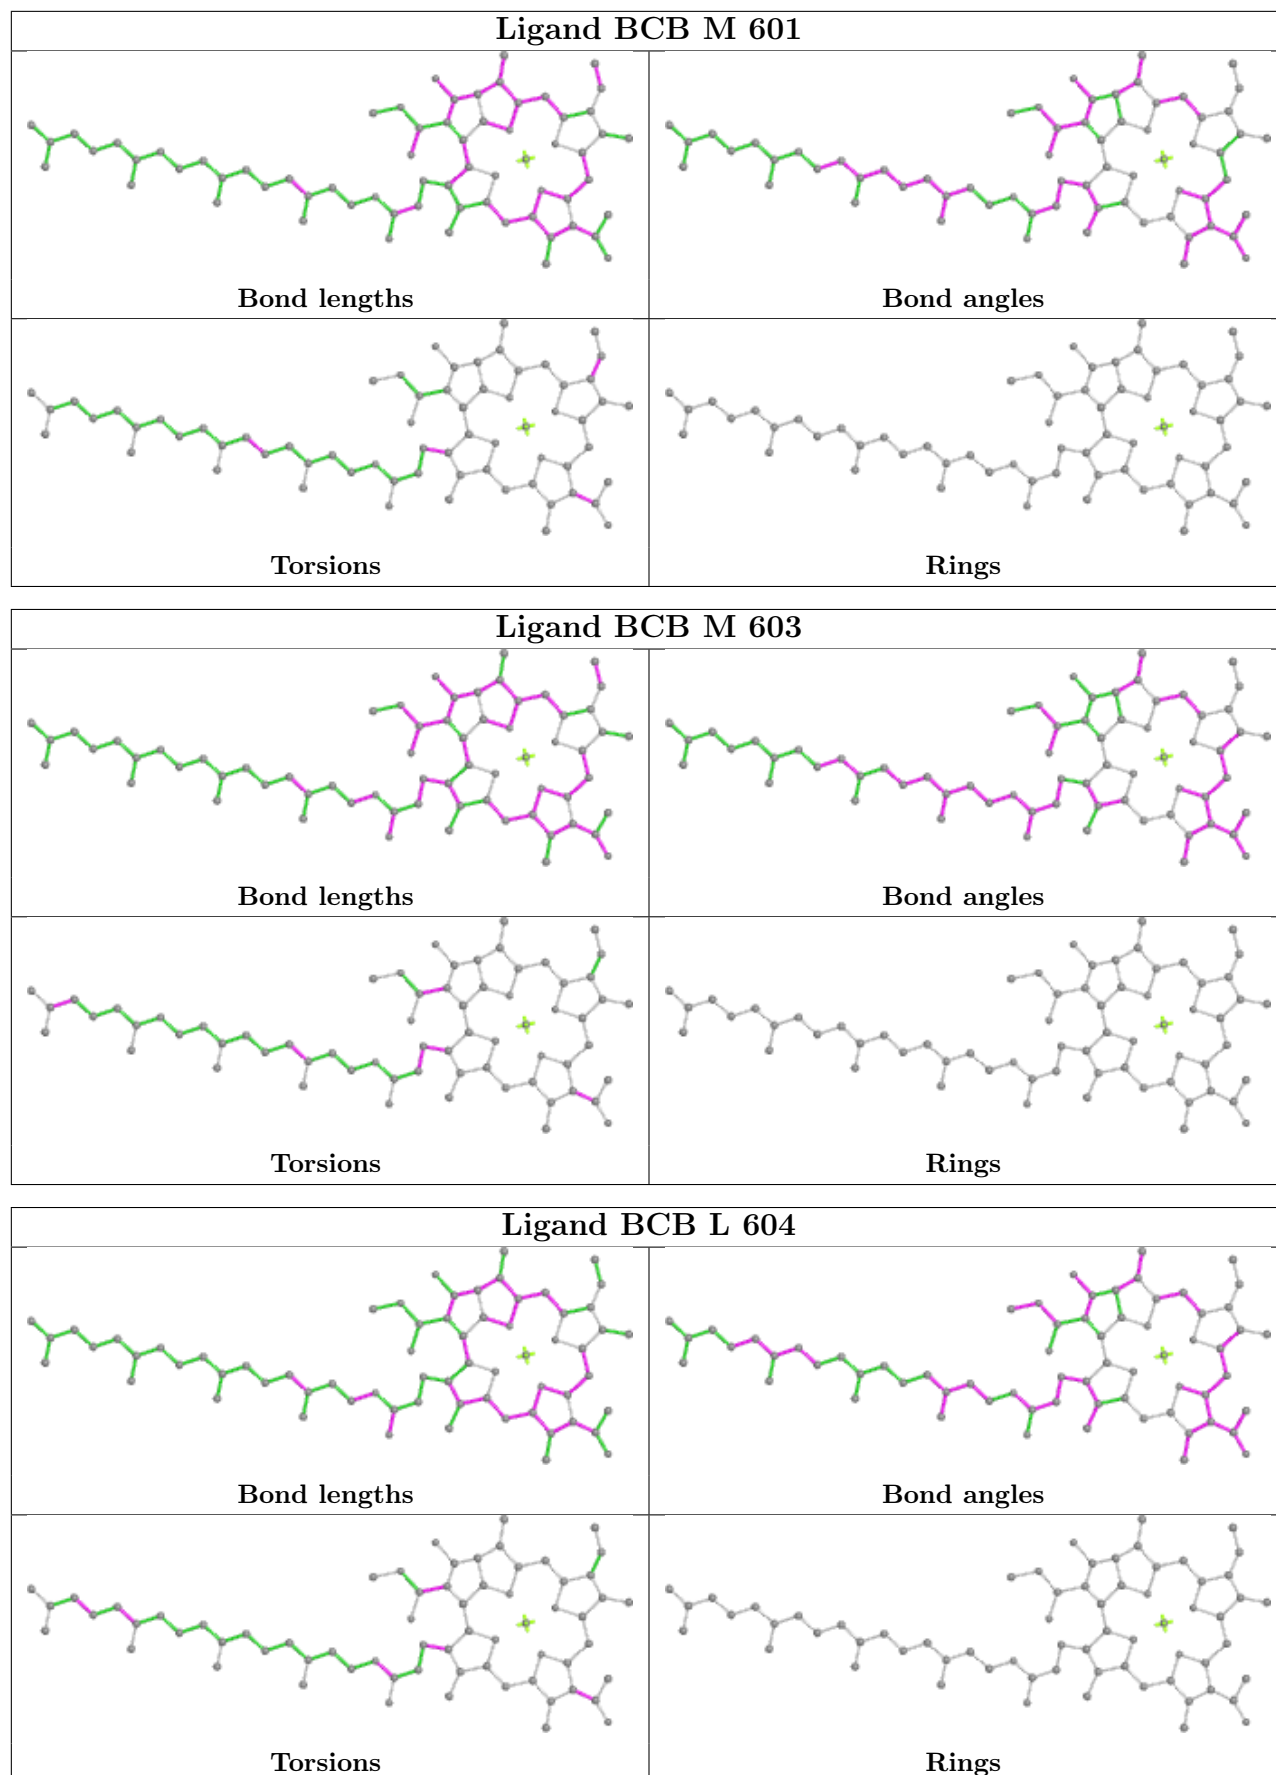 Ligand BCB M 601
Bond lengths
Bond angles
Torsions
Rings
Ligand BCB M 603
Bond lengths
Bond angles
Torsions
Rings
Ligand BCB L 604
Bond lengths
Bond angles
Torsions
Rings